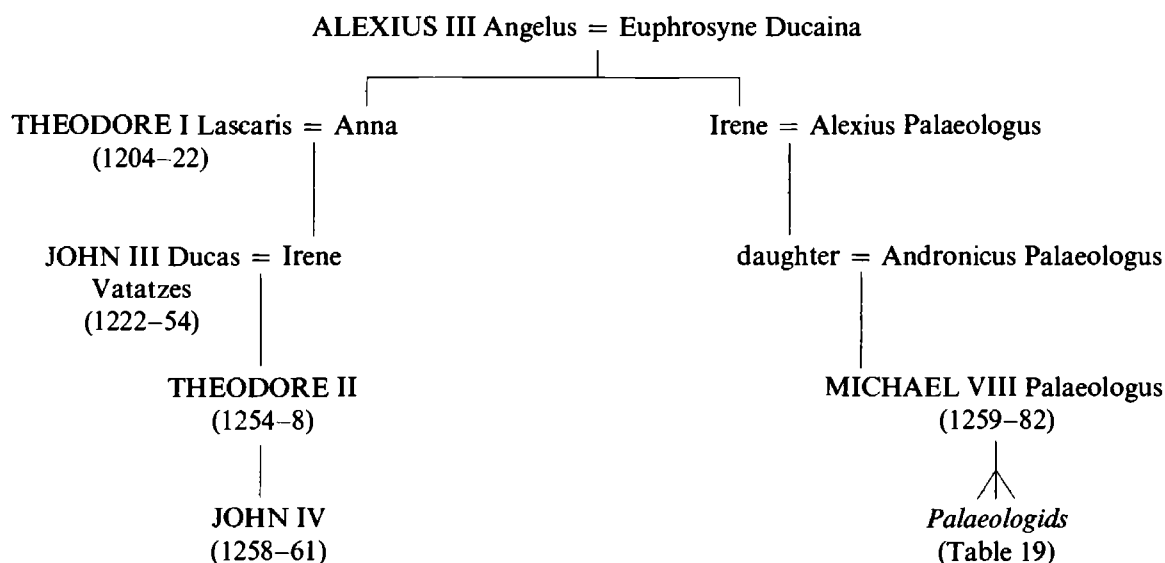 ALEXIUS III Angelus = Euphrosyne Ducaina
THEODORE I Lascaris = Anna
(1204–22)
Irene = Alexius Palaeologus
JOHN III Ducas = Irene
Vatatzes
(1222–54)
daughter = Andronicus Palaeologus
THEODORE II
(1254–8)
MICHAEL VIII Palaeologus
(1259–82)
JOHN IV
(1258–61)
Palaeologids
(Table 19)